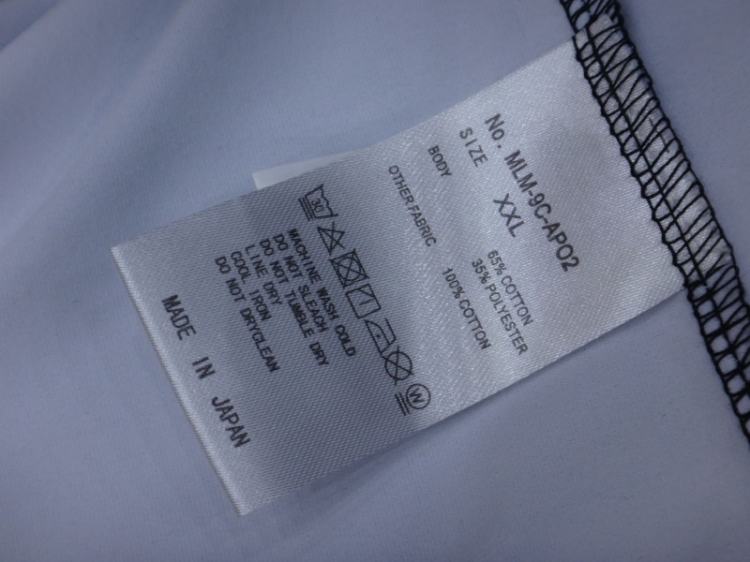 No. MLM-9C-AP02
SIZE XXL
BODY 65% COTTON
35% POLYESTER
OTHER FABRIC 100% COTTON
30 W
MACHINE WASH COLD
DO NOT SLEACH
DO NOT TUMBLE DRY
LINE DRY
COOL IRON
DO NOT DRYCLEAN
MADE IN JAPAN